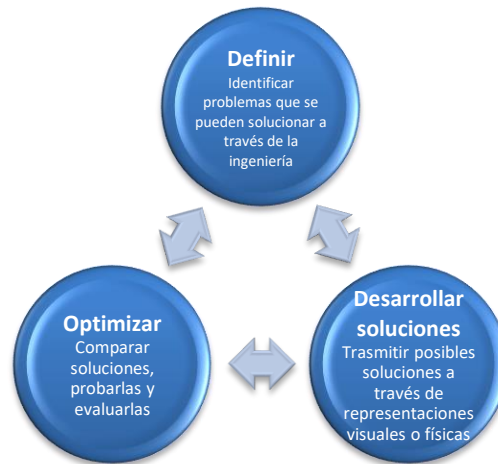 Definir
Identificar
problemas que se
pueden solucionar a
través de la
ingeniería
Optimizar
Comparar
soluciones,
probarlas y
evaluarlas
Desarrollar
soluciones
Trasmitir posibles
soluciones a
través de
representaciones
visuales o físicas